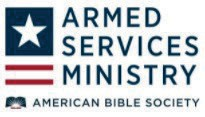 ARMED
SERVICES
MINISTRY
AMERICAN BIBLE SOCIETY